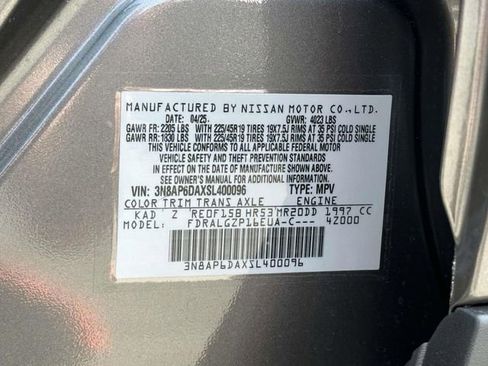 MANUFACTURED BY NISSAN MOTOR CO.,LTD.
DATE: 04/25 GVWR: 4023 LBS
GAWR FR: 2205 LBS WITH 225/45R19 TIRES 19X7.5J RIMS AT 35 PSI COLD SINGLE
GAWR RR: 1830 LBS WITH 225/45R19 TIRES 19X7.5J RIMS AT 35 PSI COLD SINGLE
THIS VEHICLE CONFORMS TO ALL APPLICABLE FEDERAL MOTOR
VEHICLE SAFETY AND THEFT PREVENTION STANDARDS IN
EFFECT ON THE DATE OF MANUFACTURE SHOWN ABOVE.
SEE OWNER'S MANUAL FOR ADDITIONAL INFORMATION.
VIN: 3N8AP6DAXSL400096 TYPE: MPV
COLOR TRIM TRANS AXLE ENGINE
KAD Z RE0F15B HR53 MR20DD 1997 CC
MODEL: FDRALGZP16EUA-C--- 4Z000
3N8AP6DAXSL400096